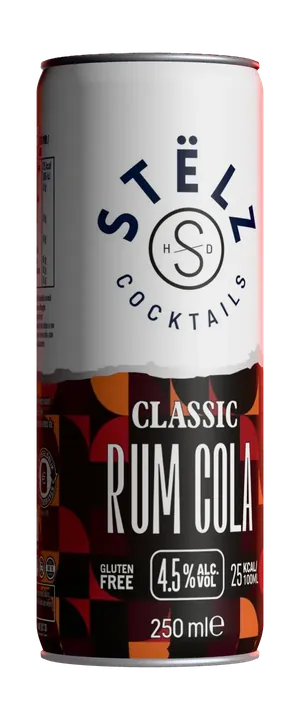 STËLZ
H S D
COCKTAILS
CLASSIC
RUM COLA
GLUTEN
FREE
4.5% ALC.
VOL
25 KCAL/
100ML
250 ml℮